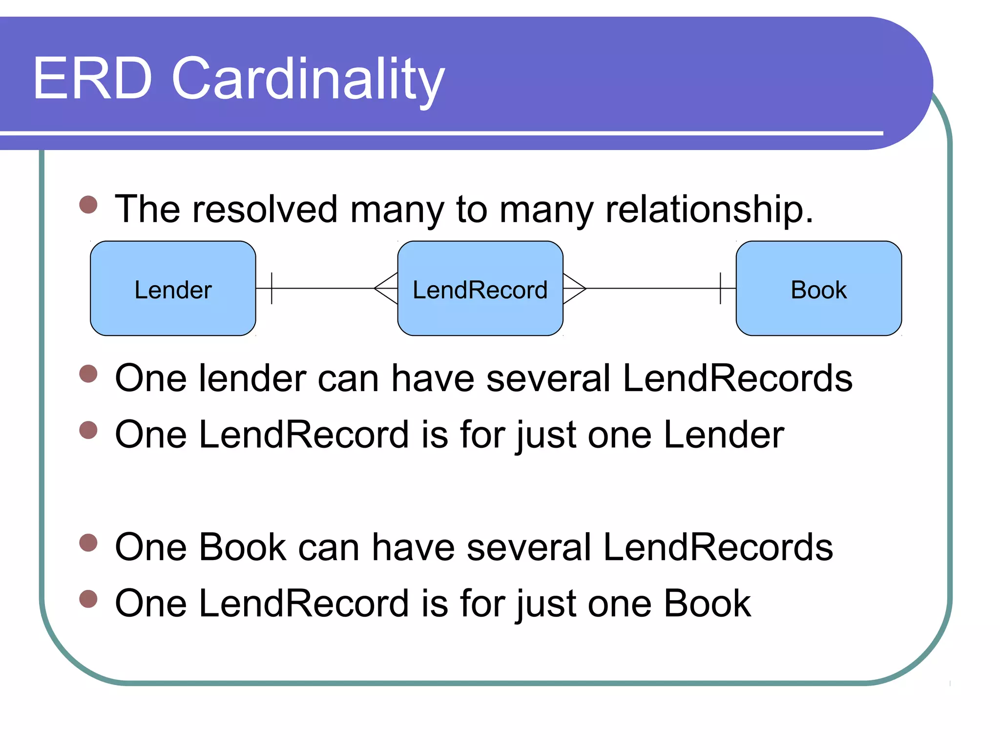 ERD Cardinality
The resolved many to many relationship.
Lender
LendRecord
Book
One lender can have several LendRecords
One LendRecord is for just one Lender
One Book can have several LendRecords
One LendRecord is for just one Book